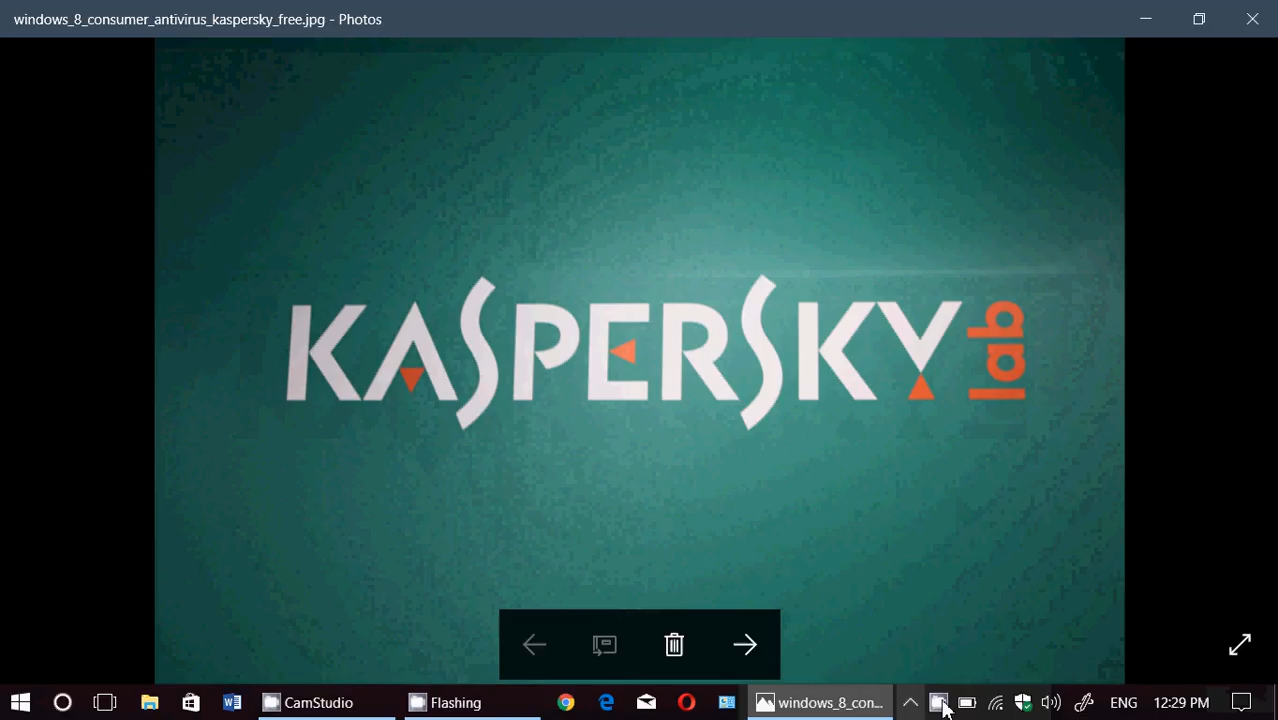 windows_8_consumer_antivirus_kaspersky_free.jpg - Photos
KASPERSKY lab
CamStudio
Flashing
windows_8_con...
ENG
12:29 PM